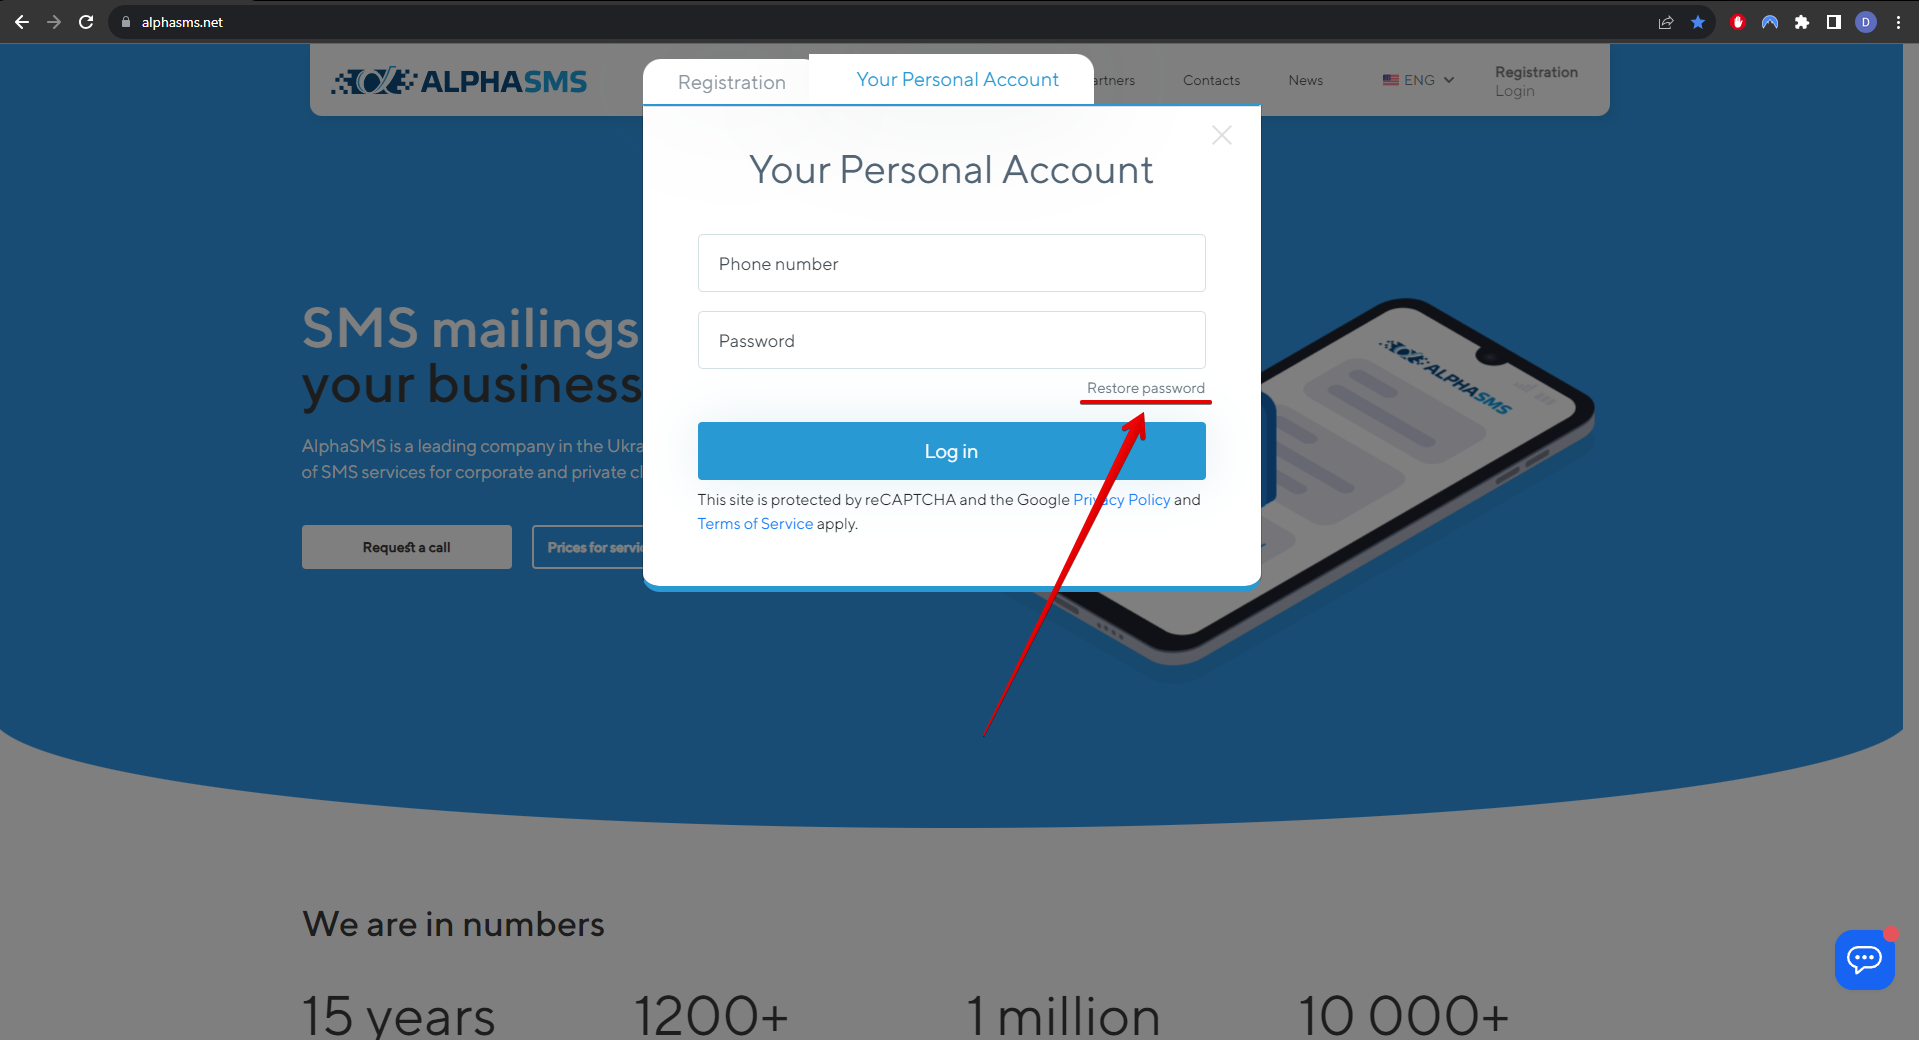 alphasms.net
D
ALPHASMS
Registration
Your Personal Account
artners
Contacts
News
ENG
Registration
Login
Your Personal Account
Phone number
Password
Restore password
Log in
This site is protected by reCAPTCHA and the Google Privacy Policy and
Terms of Service apply.
SMS mailings
your business
AlphaSMS is a leading company in the Ukra
of SMS services for corporate and private cl
Request a call
Prices for servic
ALPHASMS
We are in numbers
15 years
1200+
1 million
10 000+